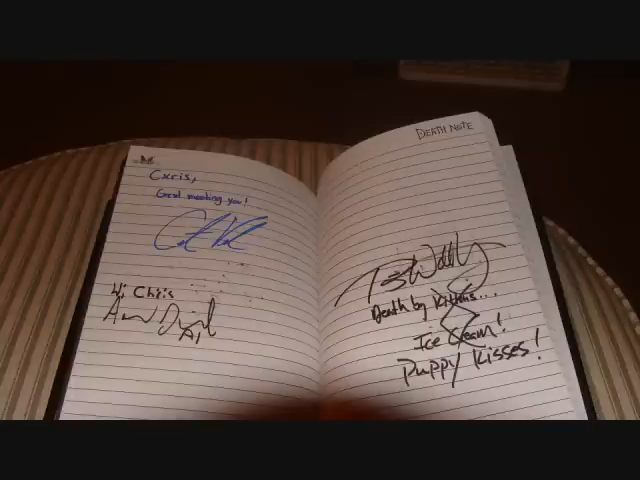 Chris,
Great meeting you!
Hi Chris
DEATH NOTE
Death by Kittens...
Ice Cream!
Puppy Kisses!